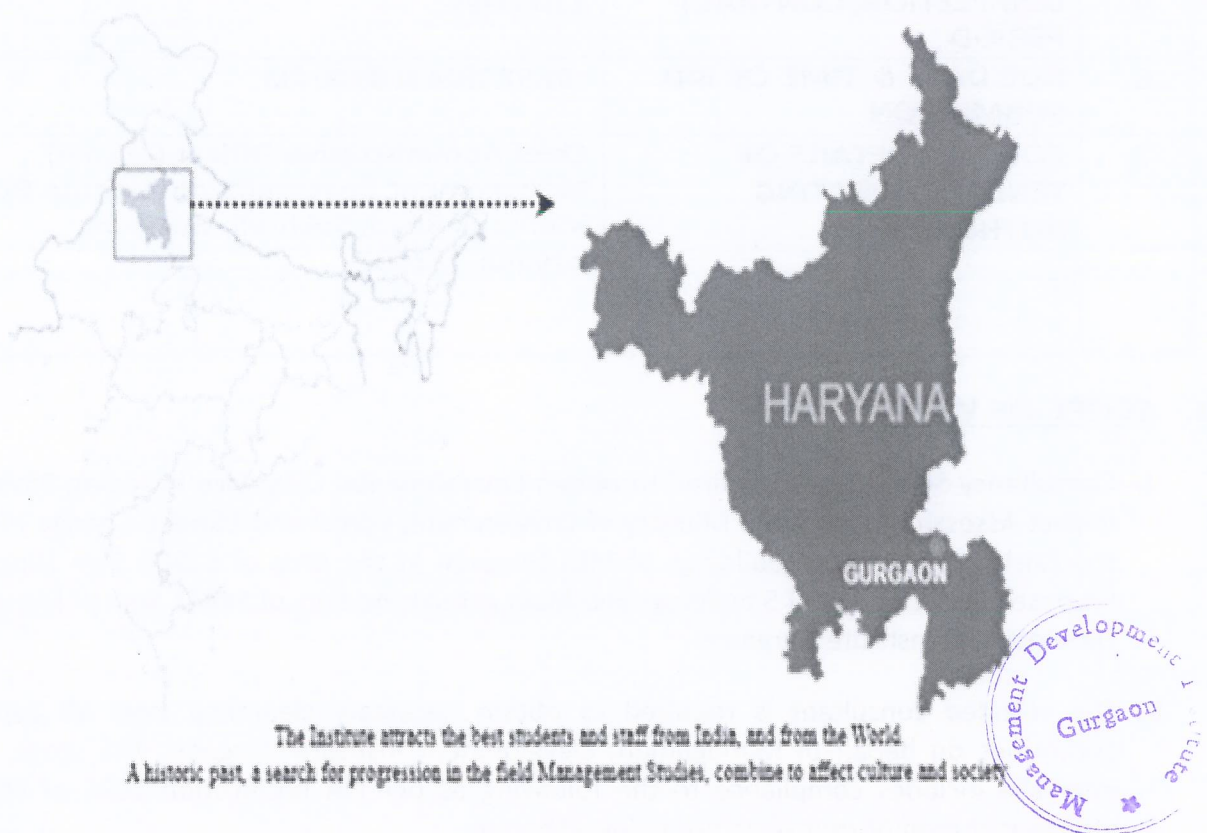 HARYANA
GURGAON
The Institute attracts the best students and staff from India, and from the World.
A historic past, a search for progression in the field Management Studies, combine to affect culture and society
Management Development
Gurgaon